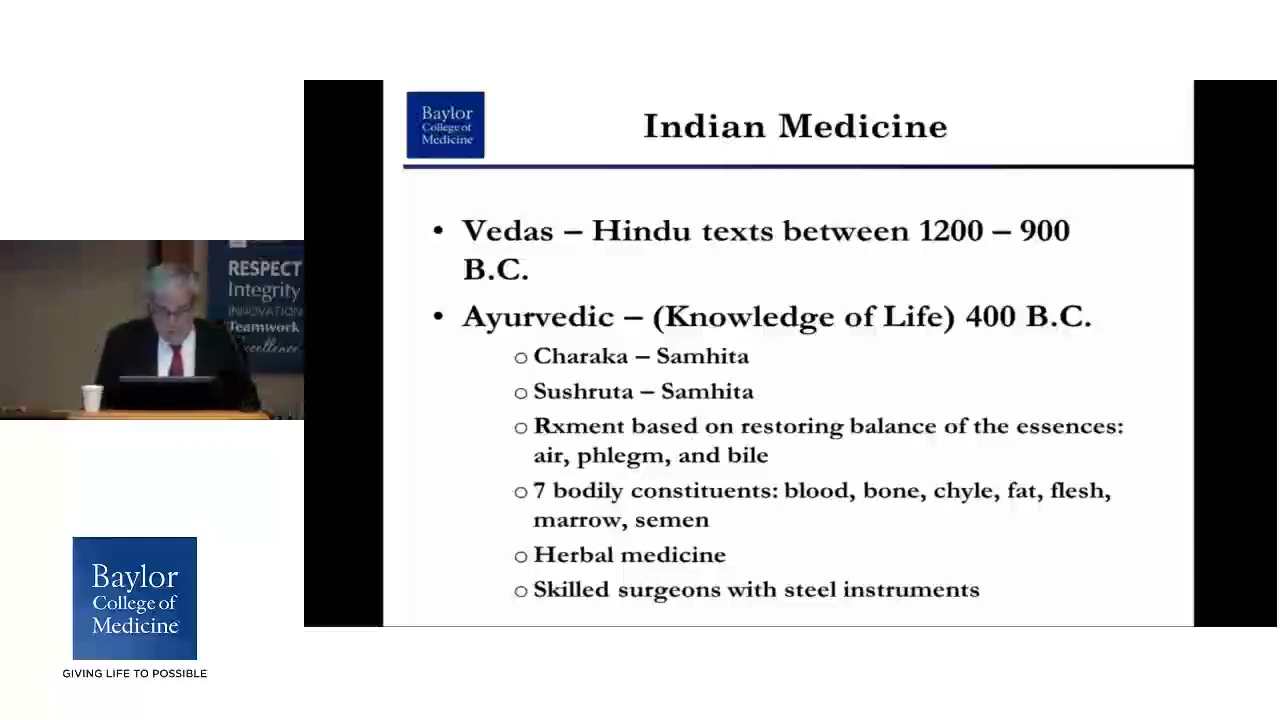 Baylor
College of
Medicine
Indian Medicine
• Vedas – Hindu texts between 1200 – 900
B.C.
• Ayurvedic – (Knowledge of Life) 400 B.C.
o Charaka – Samhita
o Sushruta – Samhita
o Rxment based on restoring balance of the essences:
air, phlegm, and bile
o 7 bodily constituents: blood, bone, chyle, fat, flesh,
marrow, semen
o Herbal medicine
o Skilled surgeons with steel instruments
RESPECT
Integrity
INNOVATION
Teamwork
Excellence
Baylor
College of
Medicine
GIVING LIFE TO POSSIBLE